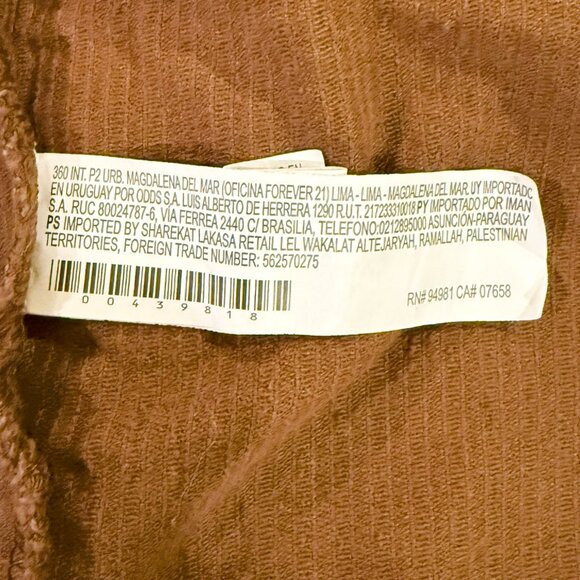 360 INT. P2 URB. MAGDALENA DEL MAR (OFICINA FOREVER 21) LIMA - LIMA - MAGDALENA DEL MAR. UY IMPORTADO
EN URUGUAY POR ODDS S.A. LUIS ALBERTO DE HERRERA 1290 R.U.T. 217233310018 PY IMPORTADO POR IMAN
S.A. RUC 80024787-6, VÍA FERREA 2440 C/ BRASILIA, TELEFONO:0212895000 ASUNCIÓN-PARAGUAY
PS IMPORTED BY SHAREKAT LAKASA RETAIL LEL WAKALAT ALTEJARYAH, RAMALLAH, PALESTINIAN
TERRITORIES, FOREIGN TRADE NUMBER: 562570275
00439818
RN# 94981 CA# 07658